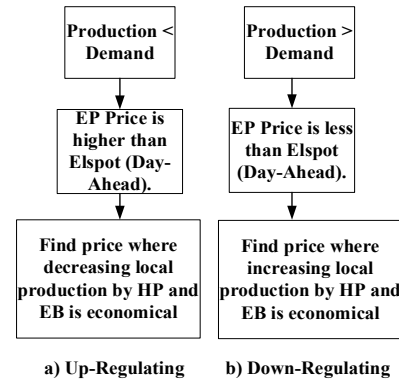 Production <
Demand
EP Price is
higher than
Elspot (Day-
Ahead).
Find price where
decreasing local
production by HP and
EB is economical
a) Up-Regulating
Production >
Demand
EP Price is less
than Elspot
(Day-Ahead).
Find price where
increasing local
production by HP and
EB is economical
b) Down-Regulating